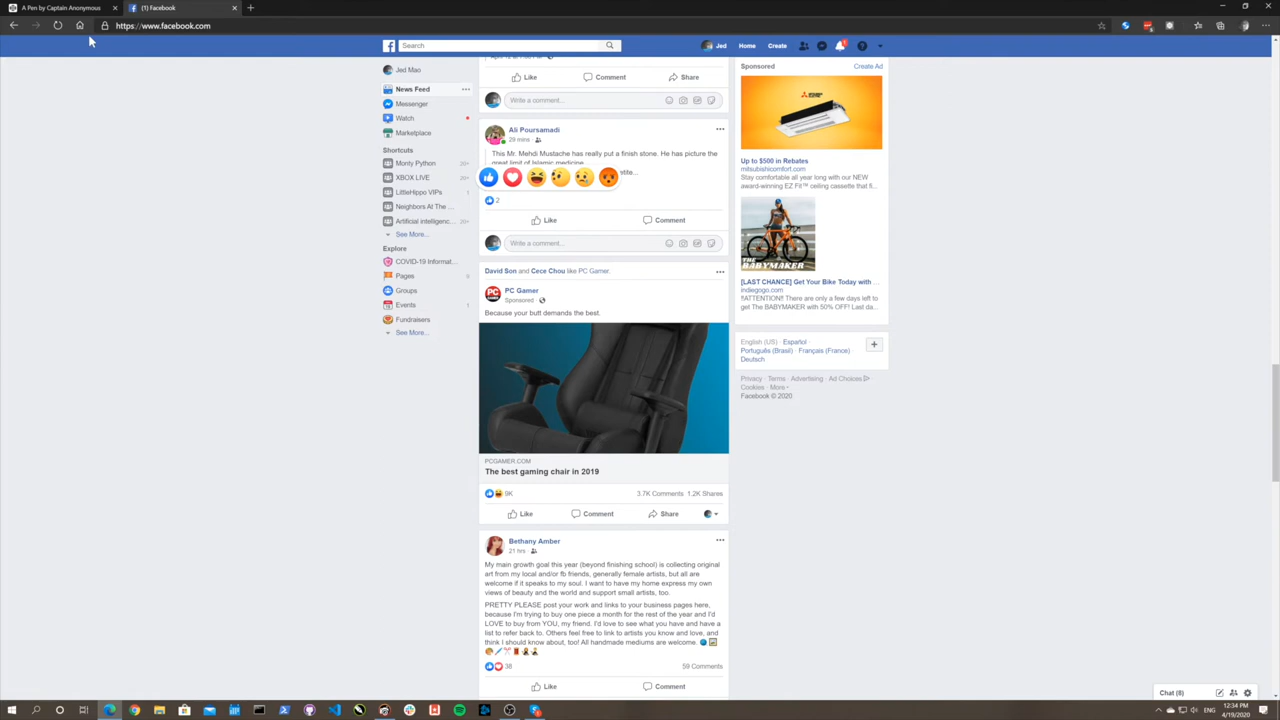 A Pen by Captain Anonymous
(1) Facebook
https://www.facebook.com
Search
Jed
Home
Create
Jed Mao
News Feed
Messenger
Watch
Marketplace
Shortcuts
Monty Python
20+
XBOX LIVE
20+
LittleHippo VIPs
1
Neighbors At The ...
Artificial intelligenc...
20+
See More...
Explore
COVID-19 Informat...
Pages
Groups
Events
1
Fundraisers
See More...
Like
Comment
Share
Write a comment...
Ali Poursamadi
29 mins
This Mr. Mehdi Mustache has really put a finish stone. He has picture the
great limit of Islamic medicine.
2
Like
Comment
Write a comment...
David Son and Cece Chou like PC Gamer.
PC Gamer
Sponsored
Because your butt demands the best.
PCGAMER.COM
The best gaming chair in 2019
9K
3.7K Comments
1.2K Shares
Like
Comment
Share
Bethany Amber
21 hrs
My main growth goal this year (beyond finishing school) is collecting original
art from my local and/or fb friends, generally female artists, but all are
welcome if it speaks to my soul. I want to have my home express my own
views of beauty and the world and support small artists, too.
PRETTY PLEASE post your work and links to your business pages here,
because I'm trying to buy one piece a month for the rest of the year and I'd
LOVE to buy from YOU, my friend. I'd love to see what you have and have a
list to refer back to. Others feel free to link to artists you know and love, and
think I should know about, too! All handmade mediums are welcome.
38
59 Comments
Like
Comment
Sponsored
Create Ad
MITSUBISHI ELECTRIC
Up to $500 in Rebates
mitsubishicomfort.com
Stay comfortable all year long with our NEW
award-winning EZ Fit™ ceiling cassette that fi...
THE
BABYMAKER
[LAST CHANCE] Get Your Bike Today with ...
indiegogo.com
!!ATTENTION!! There are only a few days left to
get The BABYMAKER with 50% OFF! Last da...
English (US) · Español ·
Português (Brasil) · Français (France) ·
Deutsch
Privacy · Terms · Advertising · Ad Choices ·
Cookies · More
Facebook © 2020
Chat (8)
12:34 PM
4/19/2020